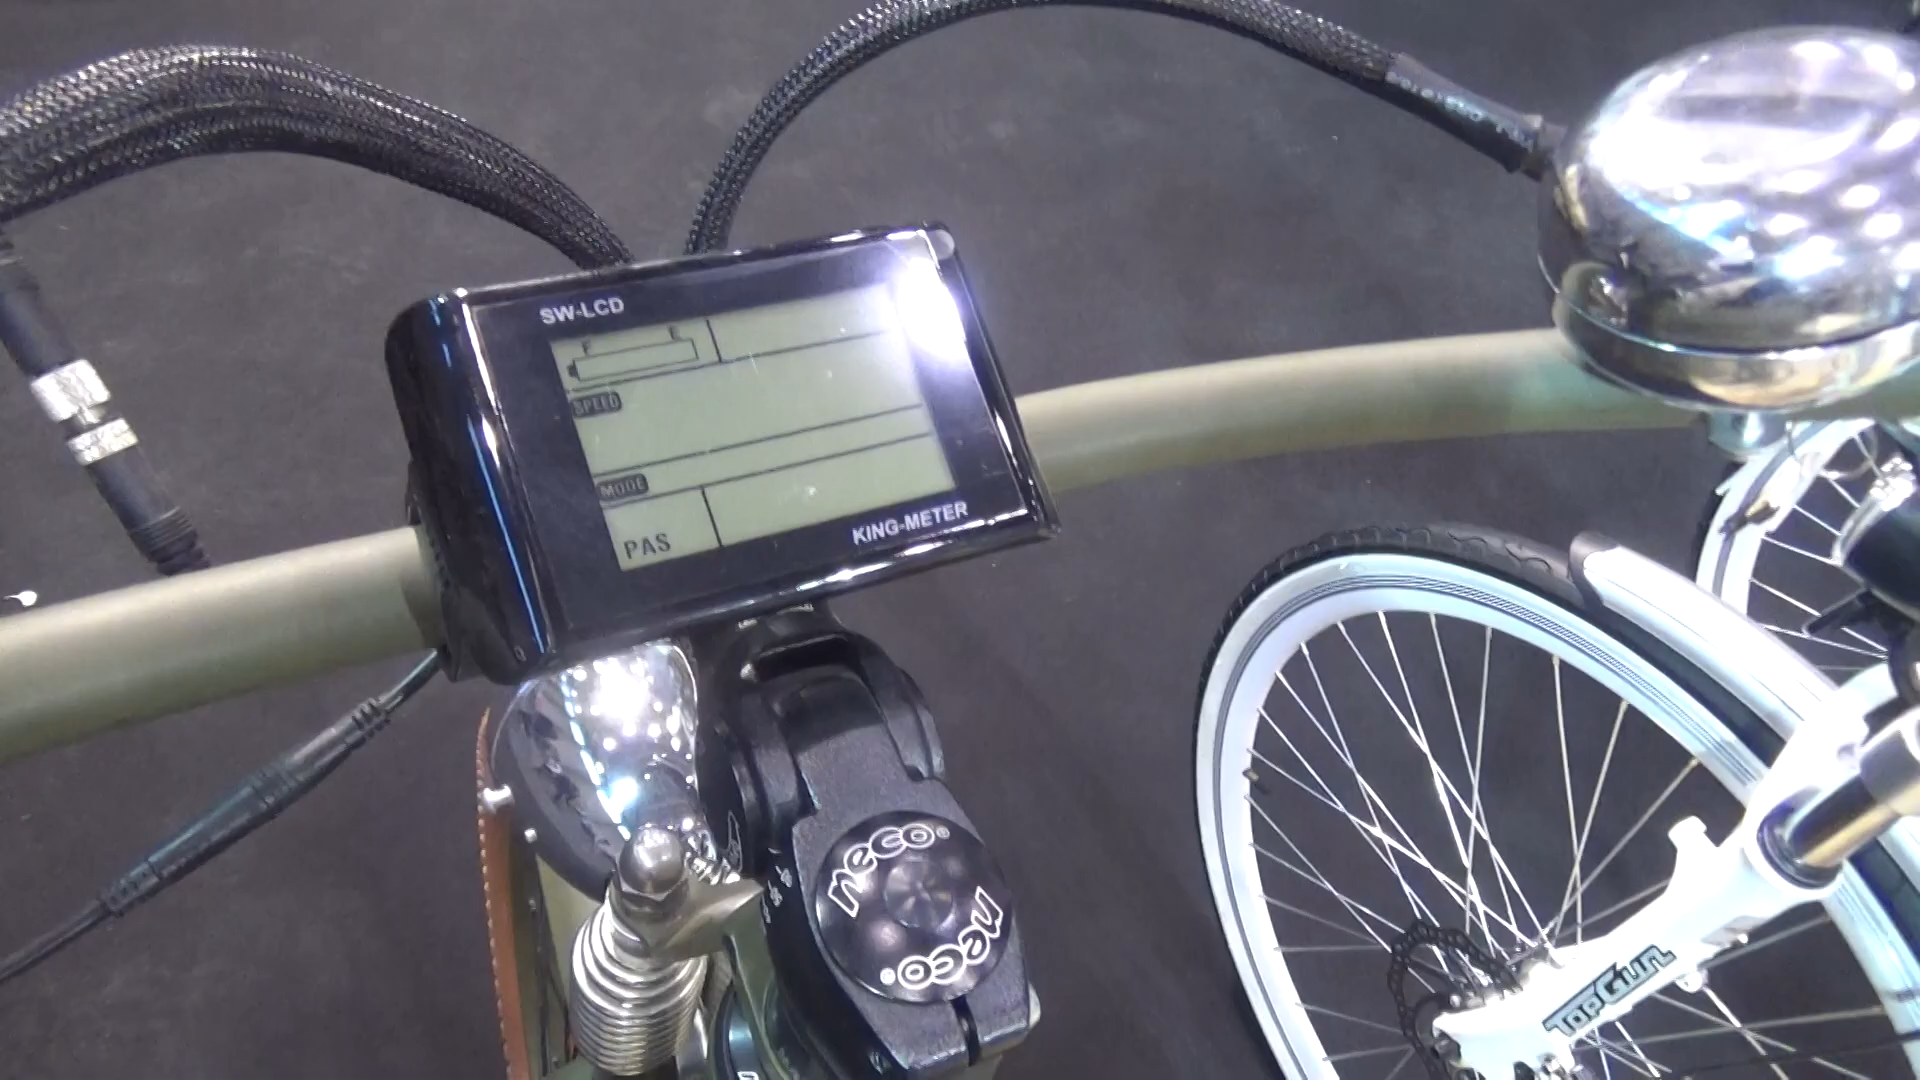 SW-LCD
F E
SPEED
MODE
PAS
KING-METER
neco®
neco®
TopGun